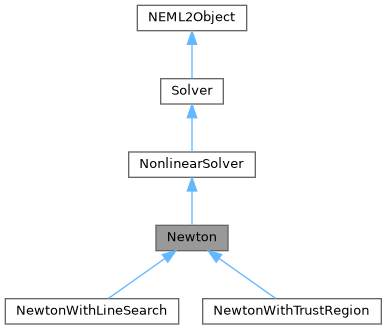 NEML2Object
Solver
NonlinearSolver
Newton
NewtonWithLineSearch
NewtonWithTrustRegion